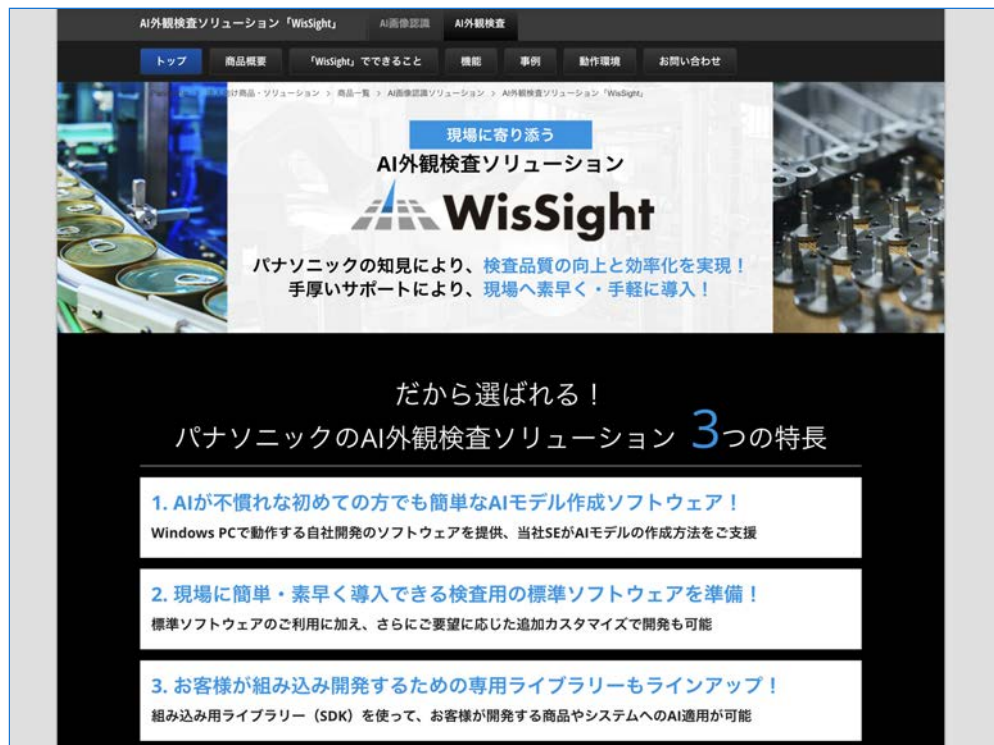 AI外観検査ソリューション「WisSight」 AI画像認識 AI外観検査
トップ 商品概要 「WisSight」でできること 機能 事例 動作環境 お問い合わせ
け商品・ソリューション > 商品一覧 > AI画像認識ソリューション > AI外観検査ソリューション「WisSight」
現場に寄り添う
AI外観検査ソリューション
WisSight
パナソニックの知見により、検査品質の向上と効率化を実現！
手厚いサポートにより、現場へ素早く・手軽に導入！
だから選ばれる！
パナソニックのAI外観検査ソリューション 3つの特長
1. AIが不慣れな初めての方でも簡単なAIモデル作成ソフトウェア！
Windows PCで動作する自社開発のソフトウェアを提供、当社SEがAIモデルの作成方法をご支援
2. 現場に簡単・素早く導入できる検査用の標準ソフトウェアを準備！
標準ソフトウェアのご利用に加え、さらにご要望に応じた追加カスタマイズで開発も可能
3. お客様が組み込み開発するための専用ライブラリーもラインアップ！
組み込み用ライブラリー（SDK）を使って、お客様が開発する商品やシステムへのAI適用が可能